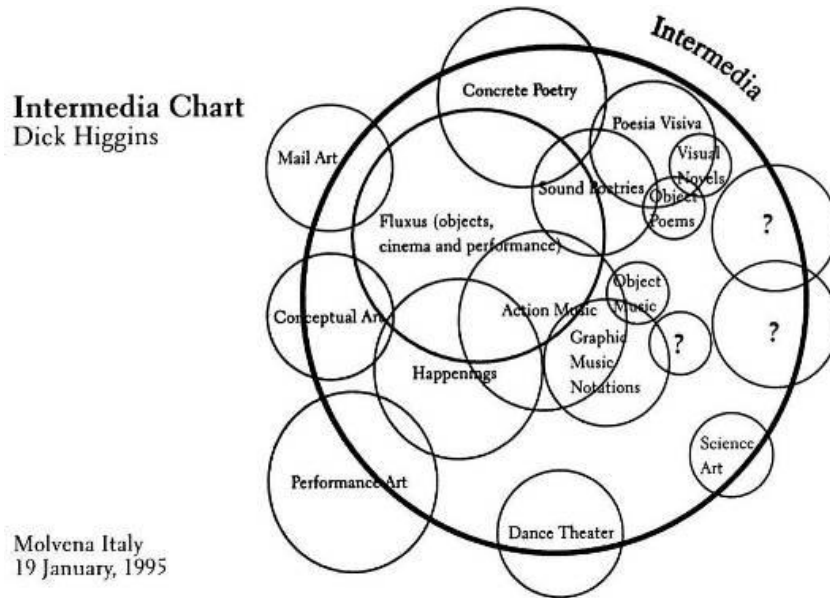 Intermedia Chart
Dick Higgins
Intermedia
Concrete Poetry
Poesia Visiva
Mail Art
Visual
Novels
Sound Poetries
Object
Poems
Fluxus (objects,
cinema and performance)
?
Object
Music
Conceptual Art
Action Music
?
Graphic
Music
Notations
?
Happenings
Science
Art
Performance Art
Dance Theater
Molvena Italy
19 January, 1995